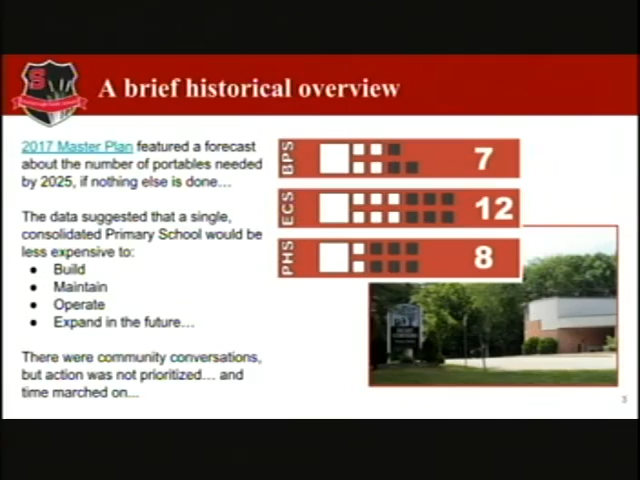 A brief historical overview
2017 Master Plan featured a forecast
about the number of portables needed
by 2025, if nothing else is done…
The data suggested that a single,
consolidated Primary School would be
less expensive to:
● Build
● Maintain
● Operate
● Expand in the future…
There were community conversations,
but action was not prioritized… and
time marched on...
BPS 7
ECS 12
PHS 8
S
3